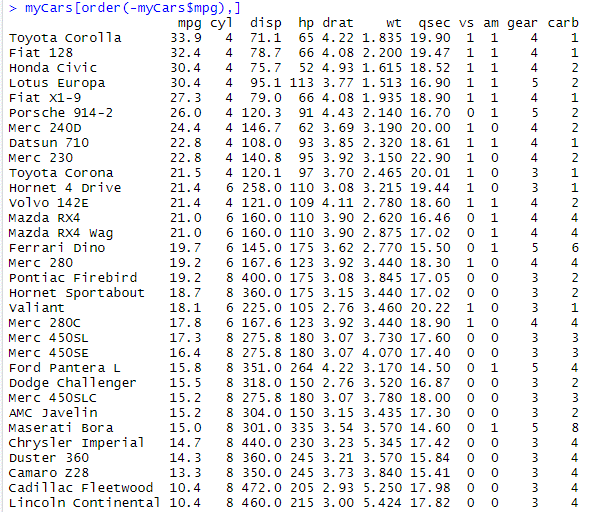 > myCars[order(-myCars$mpg),]
                     mpg cyl  disp  hp drat    wt  qsec vs am gear carb
Toyota Corolla      33.9   4  71.1  65 4.22 1.835 19.90  1  1    4    1
Fiat 128            32.4   4  78.7  66 4.08 2.200 19.47  1  1    4    1
Honda Civic         30.4   4  75.7  52 4.93 1.615 18.52  1  1    4    2
Lotus Europa        30.4   4  95.1 113 3.77 1.513 16.90  1  1    5    2
Fiat X1-9           27.3   4  79.0  66 4.08 1.935 18.90  1  1    4    1
Porsche 914-2       26.0   4 120.3  91 4.43 2.140 16.70  0  1    5    2
Merc 240D           24.4   4 146.7  62 3.69 3.190 20.00  1  0    4    2
Datsun 710          22.8   4 108.0  93 3.85 2.320 18.61  1  1    4    1
Merc 230            22.8   4 140.8  95 3.92 3.150 22.90  1  0    4    2
Toyota Corona       21.5   4 120.1  97 3.70 2.465 20.01  1  0    3    1
Hornet 4 Drive      21.4   6 258.0 110 3.08 3.215 19.44  1  0    3    1
Volvo 142E          21.4   4 121.0 109 4.11 2.780 18.60  1  1    4    2
Mazda RX4           21.0   6 160.0 110 3.90 2.620 16.46  0  1    4    4
Mazda RX4 Wag       21.0   6 160.0 110 3.90 2.875 17.02  0  1    4    4
Ferrari Dino        19.7   6 145.0 175 3.62 2.770 15.50  0  1    5    6
Merc 280            19.2   6 167.6 123 3.92 3.440 18.30  1  0    4    4
Pontiac Firebird    19.2   8 400.0 175 3.08 3.845 17.05  0  0    3    2
Hornet Sportabout   18.7   8 360.0 175 3.15 3.440 17.02  0  0    3    2
Valiant             18.1   6 225.0 105 2.76 3.460 20.22  1  0    3    1
Merc 280C           17.8   6 167.6 123 3.92 3.440 18.90  1  0    4    4
Merc 450SL          17.3   8 275.8 180 3.07 3.730 17.60  0  0    3    3
Merc 450SE          16.4   8 275.8 180 3.07 4.070 17.40  0  0    3    3
Ford Pantera L      15.8   8 351.0 264 4.22 3.170 14.50  0  1    5    4
Dodge Challenger    15.5   8 318.0 150 2.76 3.520 16.87  0  0    3    2
Merc 450SLC         15.2   8 275.8 180 3.07 3.780 18.00  0  0    3    3
AMC Javelin         15.2   8 304.0 150 3.15 3.435 17.30  0  0    3    2
Maserati Bora       15.0   8 301.0 335 3.54 3.570 14.60  0  1    5    8
Chrysler Imperial   14.7   8 440.0 230 3.23 5.345 17.42  0  0    3    4
Duster 360          14.3   8 360.0 245 3.21 3.570 15.84  0  0    3    4
Camaro Z28          13.3   8 350.0 245 3.73 3.840 15.41  0  0    3    4
Cadillac Fleetwood  10.4   8 472.0 205 2.93 5.250 17.98  0  0    3    4
Lincoln Continental 10.4   8 460.0 215 3.00 5.424 17.82  0  0    3    4